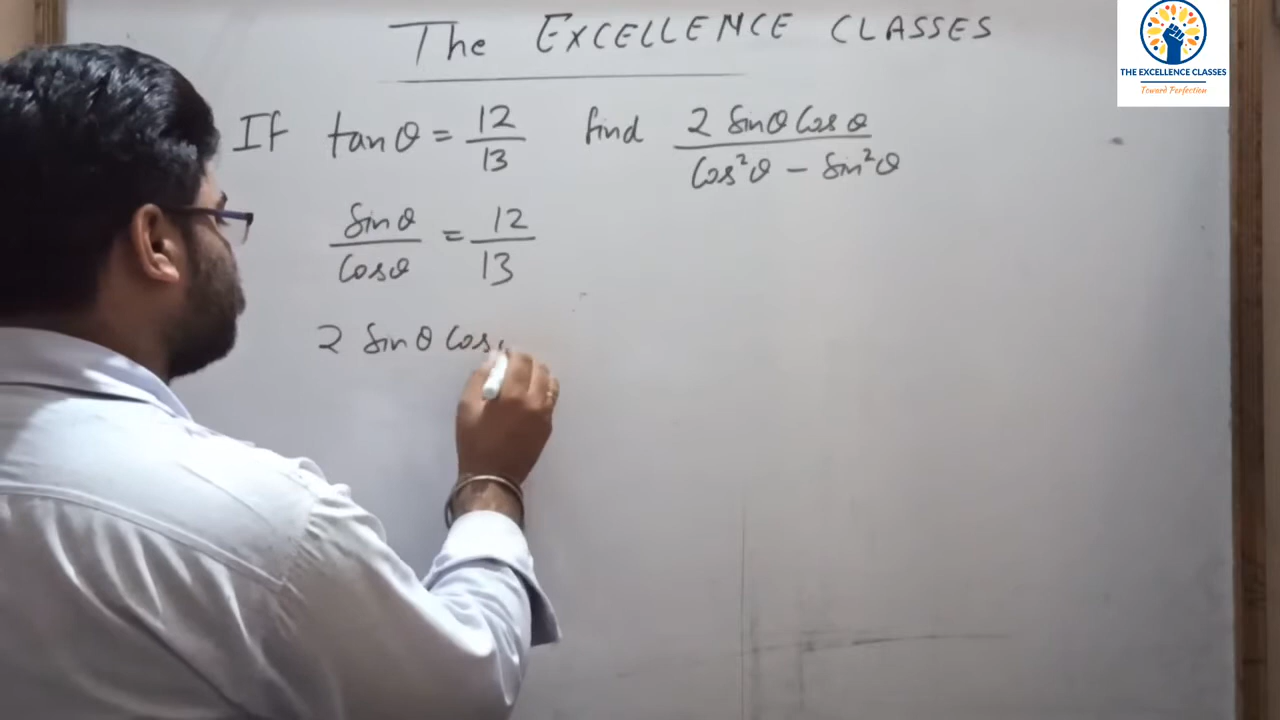 The EXCELLENCE CLASSES
THE EXCELLENCE CLASSES
Toward Perfection
If tanθ = 12/13 find 2 Sinθ Cosθ / Cos²θ - Sin²θ
Sinθ/Cosθ = 12/13
2 Sinθ Cos